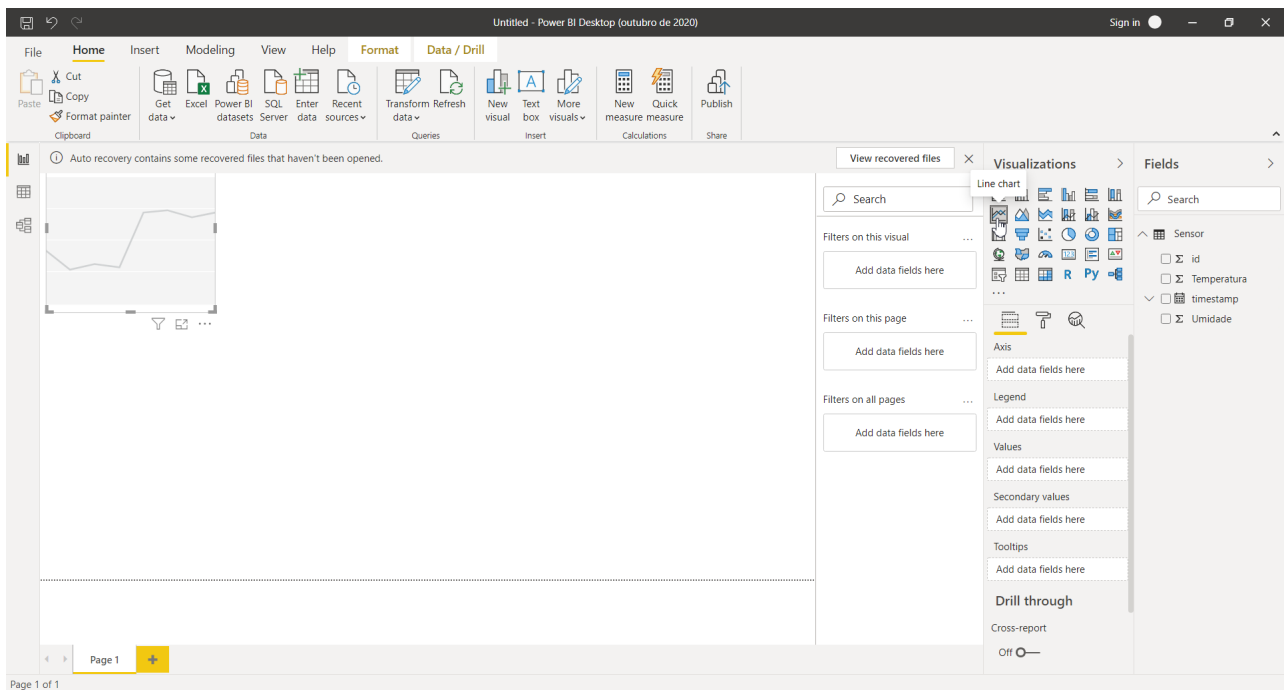 Untitled - Power BI Desktop (outubro de 2020)
Sign in
File Home Insert Modeling View Help Format Data / Drill
Paste
Cut
Copy
Format painter
Get data
Excel
Power BI datasets
SQL Server
Enter data
Recent sources
Transform data
Refresh
New visual
Text box
A
More visuals
New measure
Quick measure
Publish
Clipboard
Data
Queries
Insert
Calculations
Share
Auto recovery contains some recovered files that haven't been opened.
View recovered files
Search
Filters on this visual
...
Add data fields here
Filters on this page
...
Add data fields here
Filters on all pages
...
Add data fields here
Visualizations
Line chart
123
R Py
...
Axis
Add data fields here
Legend
Add data fields here
Values
Add data fields here
Secondary values
Add data fields here
Tooltips
Add data fields here
Drill through
Cross-report
Off
Fields
Search
Sensor
Σ id
Σ Temperatura
timestamp
Σ Umidade
Page 1
+
Page 1 of 1